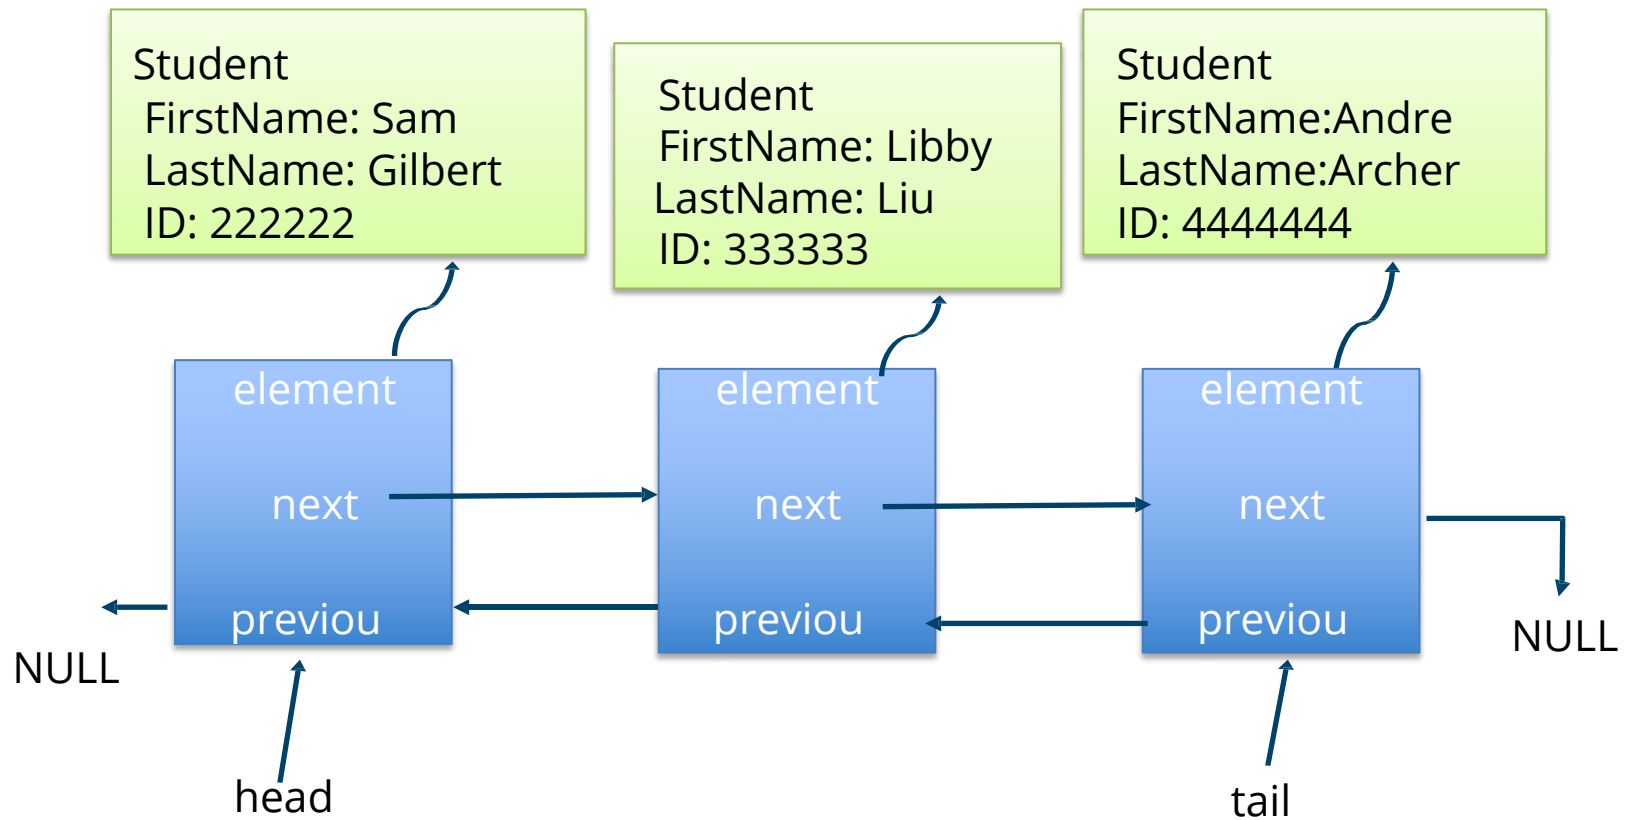 Student
FirstName: Sam
LastName: Gilbert
ID: 222222
Student
FirstName: Libby
LastName: Liu
ID: 333333
Student
FirstName:Andre
LastName:Archer
ID: 4444444
element
next
previou
element
next
previou
element
next
previou
NULL
NULL
head
tail